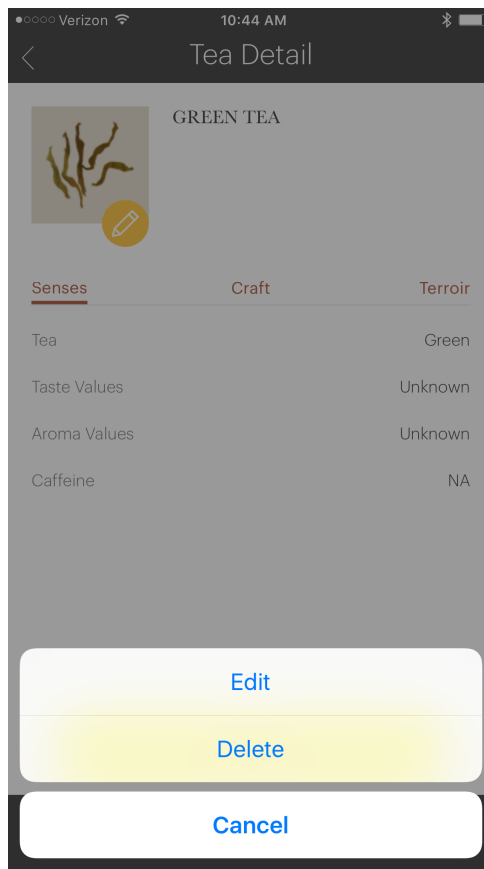 Verizon 10:44 AM
Tea Detail
GREEN TEA
Senses Craft Terroir
Tea Green
Taste Values Unknown
Aroma Values Unknown
Caffeine NA
Edit
Delete
Cancel